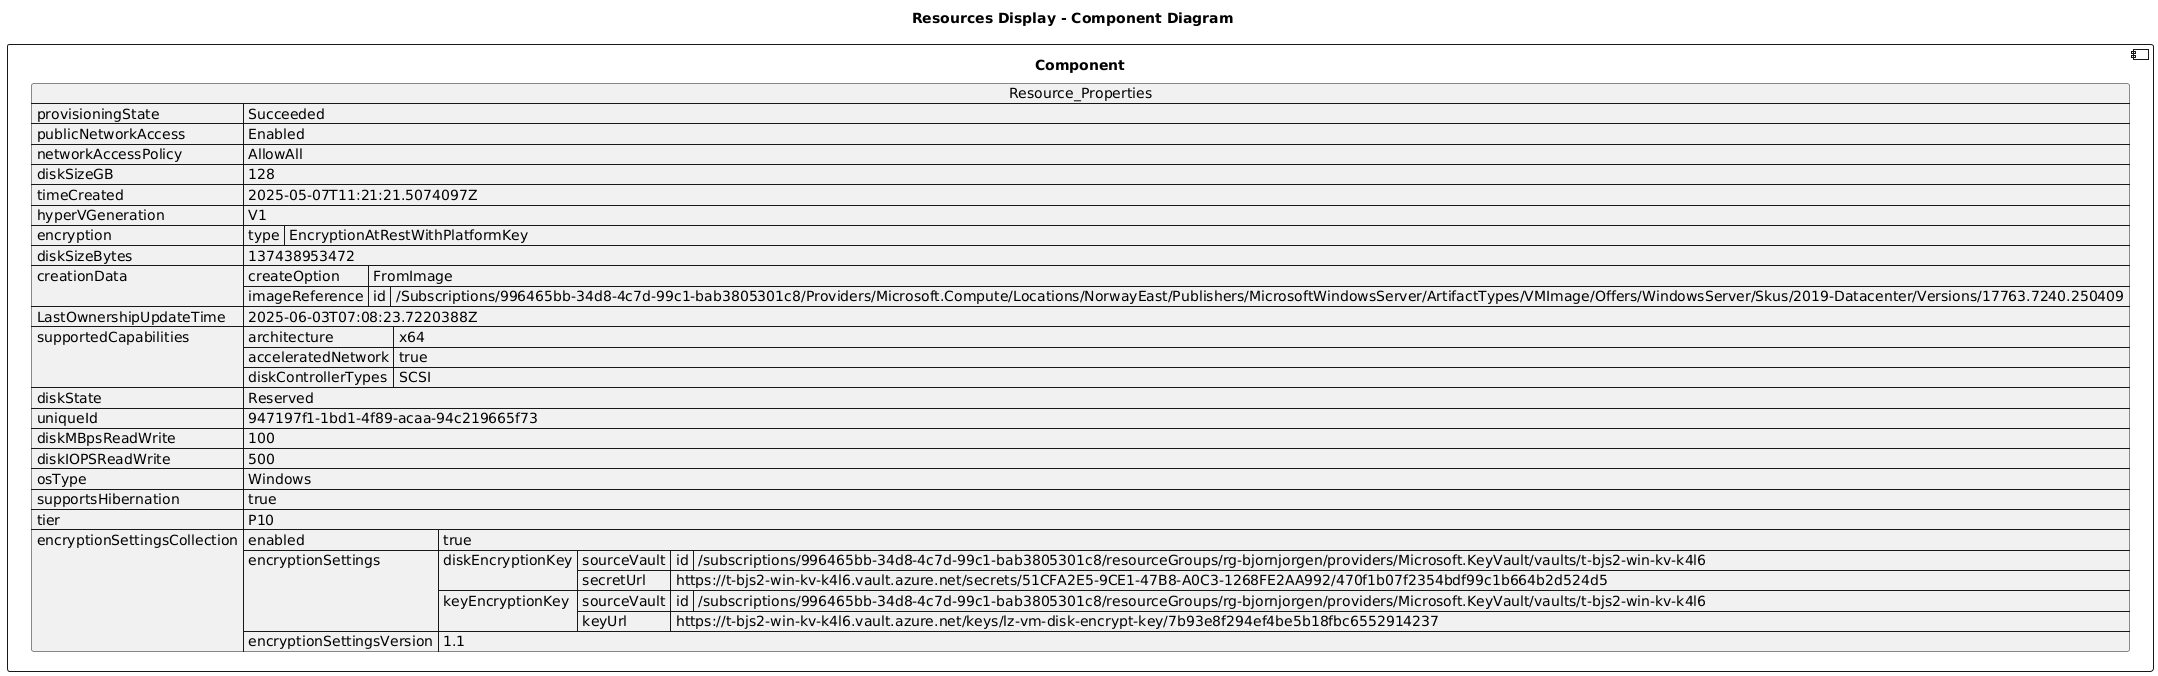 Resources Display - Component Diagram
Component
Resource_Properties
provisioningState Succeeded
publicNetworkAccess Enabled
networkAccessPolicy AllowAll
diskSizeGB 128
timeCreated 2025-05-07T11:21:21.5074097Z
hyperVGeneration V1
encryption type EncryptionAtRestWithPlatformKey
diskSizeBytes 137438953472
creationData createOption FromImage
imageReference id /Subscriptions/996465bb-34d8-4c7d-99c1-bab3805301c8/Providers/Microsoft.Compute/Locations/NorwayEast/Publishers/MicrosoftWindowsServer/ArtifactTypes/VMImage/Offers/WindowsServer/Skus/2019-Datacenter/Versions/17763.7240.250409
LastOwnershipUpdateTime 2025-06-03T07:08:23.7220388Z
supportedCapabilities architecture x64
acceleratedNetwork true
diskControllerTypes SCSI
diskState Reserved
uniqueId 947197f1-1bd1-4f89-acaa-94c219665f73
diskMBpsReadWrite 100
diskIOPSReadWrite 500
osType Windows
supportsHibernation true
tier P10
encryptionSettingsCollection enabled true
encryptionSettings diskEncryptionKey sourceVault id /subscriptions/996465bb-34d8-4c7d-99c1-bab3805301c8/resourceGroups/rg-bjornjorgen/providers/Microsoft.KeyVault/vaults/t-bjs2-win-kv-k4l6
secretUrl https://t-bjs2-win-kv-k4l6.vault.azure.net/secrets/51CFA2E5-9CE1-47B8-A0C3-1268FE2AA992/470f1b07f2354bdf99c1b664b2d524d5
keyEncryptionKey sourceVault id /subscriptions/996465bb-34d8-4c7d-99c1-bab3805301c8/resourceGroups/rg-bjornjorgen/providers/Microsoft.KeyVault/vaults/t-bjs2-win-kv-k4l6
keyUrl https://t-bjs2-win-kv-k4l6.vault.azure.net/keys/lz-vm-disk-encrypt-key/7b93e8f294ef4be5b18fbc6552914237
encryptionSettingsVersion 1.1